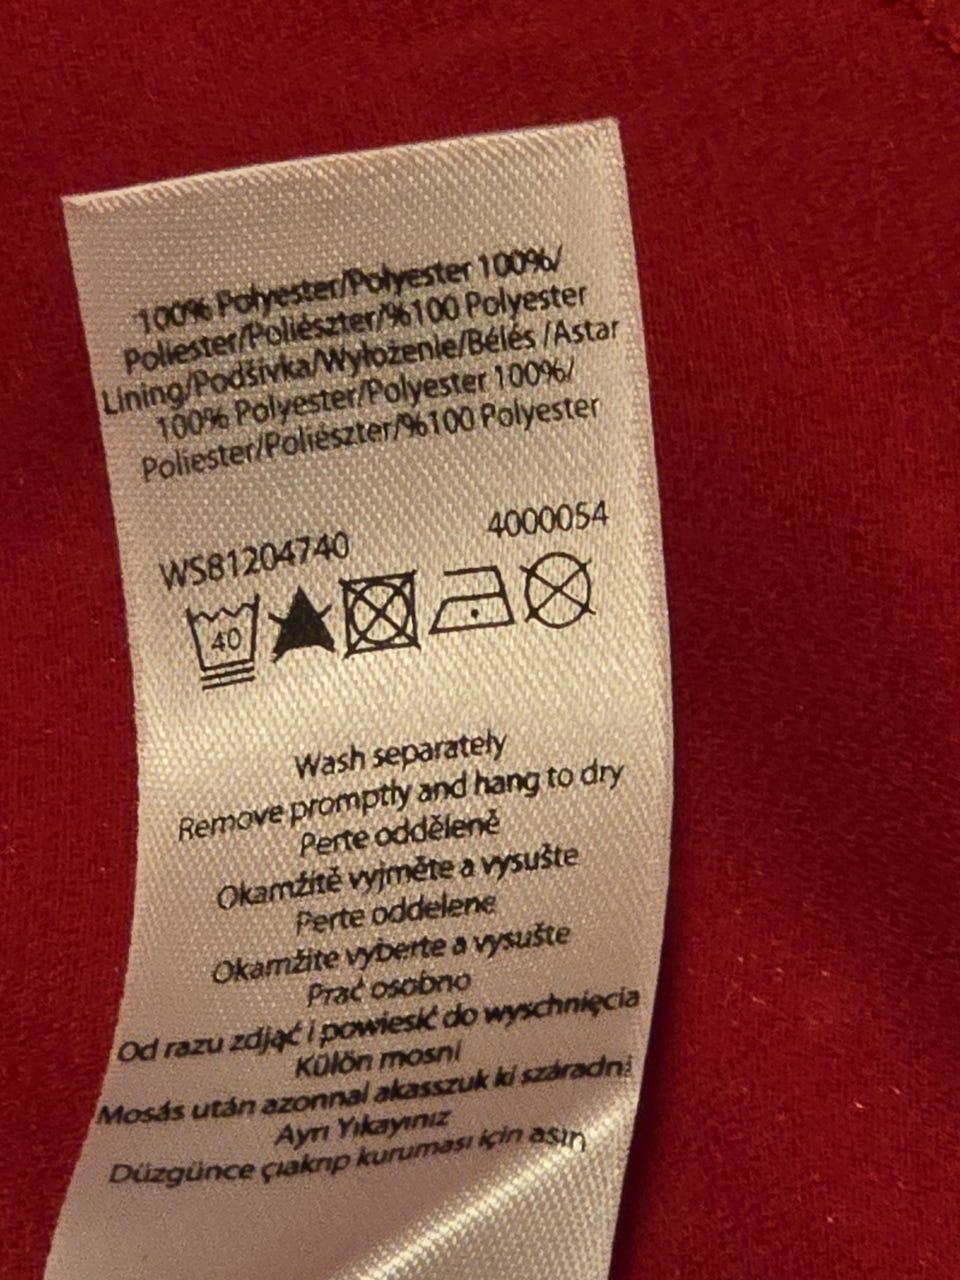 100% Polyester/Polyester 100%/
Poliester/Poliészter/%100 Polyester
Lining/Podšívka/Wyłożenie/Bélés /Astar
100% Polyester/Polyester 100%/
Poliester/Poliészter/%100 Polyester
WS81204740 4000054
40
Wash separately
Remove promptly and hang to dry
Perte odděleně
Okamžitě vyjměte a vysušte
Perte oddelene
Okamžite vyberte a vysušte
Prać osobno
Od razu zdjąć i powiesić do wyschnięcia
Külön mosni
Mosás után azonnal akasszuk ki száradni
Ayrı Yıkayınız
Düzgünce çıakrıp kuruması için asın